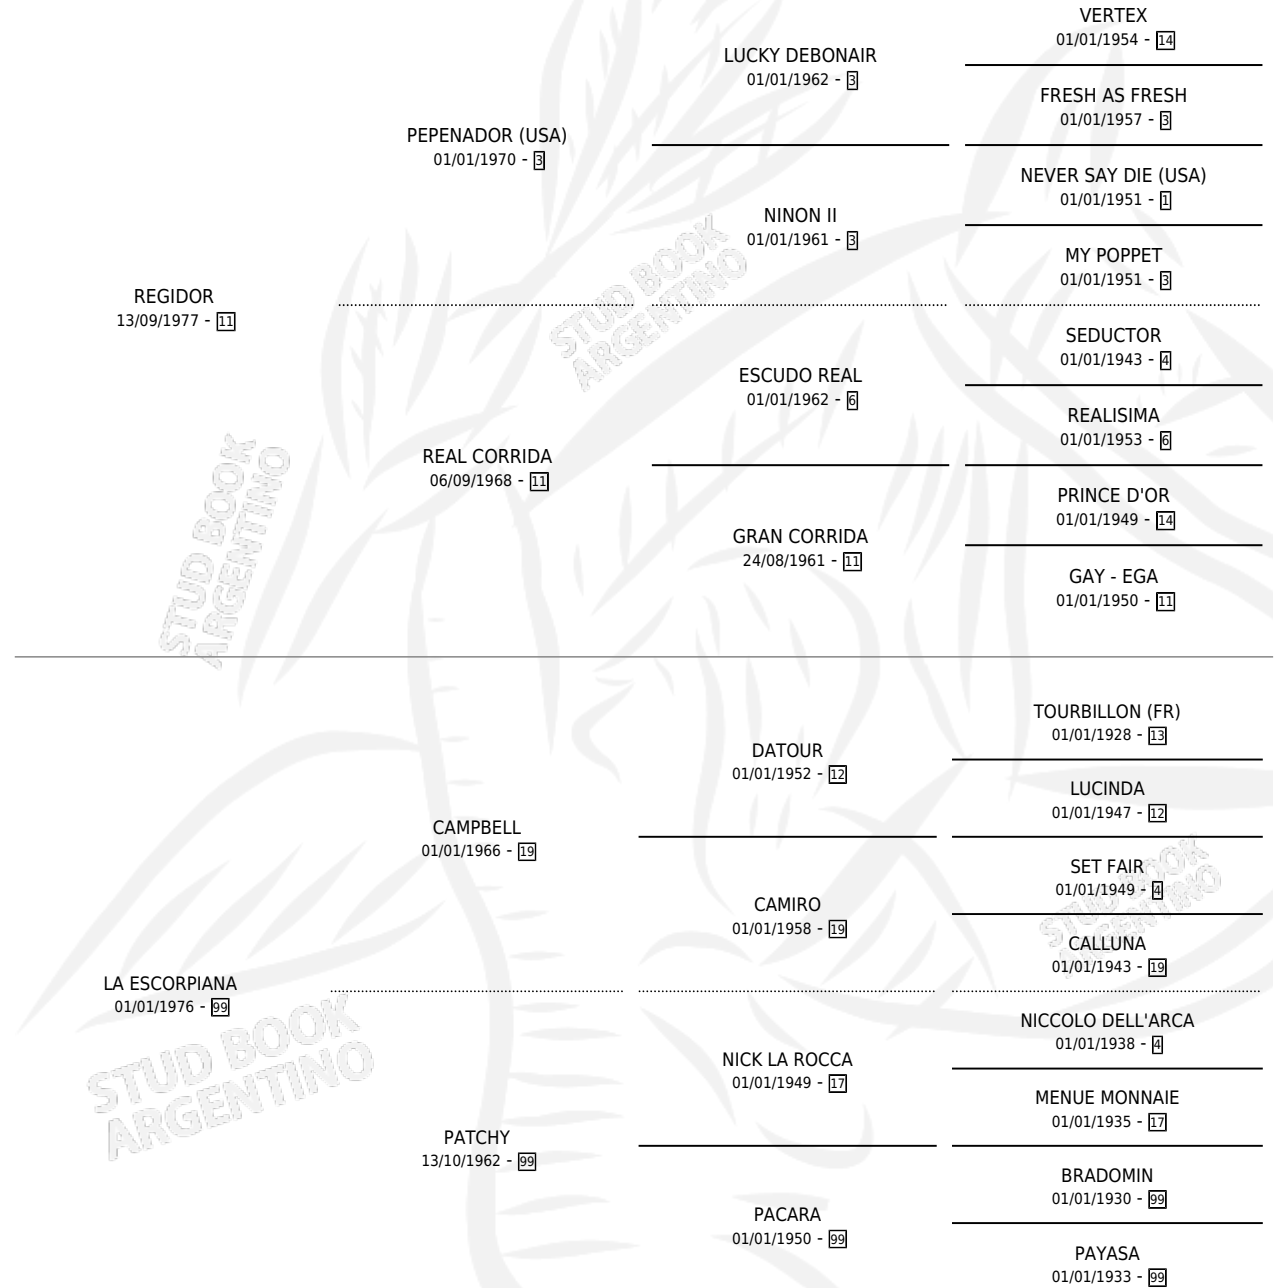 VERTEX
01/01/1954 - 14
LUCKY DEBONAIR
01/01/1962 - 3
FRESH AS FRESH
01/01/1957 - 3
PEPENADOR (USA)
01/01/1970 - 3
NEVER SAY DIE (USA)
01/01/1951 - 1
NINON II
01/01/1961 - 3
MY POPPET
01/01/1951 - 3
REGIDOR
13/09/1977 - 11
SEDUCTOR
01/01/1943 - 4
ESCUDO REAL
01/01/1962 - 6
REALISIMA
01/01/1953 - 6
REAL CORRIDA
06/09/1968 - 11
PRINCE D'OR
01/01/1949 - 14
GRAN CORRIDA
24/08/1961 - 11
GAY - EGA
01/01/1950 - 11
TOURBILLON (FR)
01/01/1928 - 13
DATOUR
01/01/1952 - 12
LUCINDA
01/01/1947 - 12
CAMPBELL
01/01/1966 - 19
SET FAIR
01/01/1949 - 4
CAMIRO
01/01/1958 - 19
CALLUNA
01/01/1943 - 19
LA ESCORPIANA
01/01/1976 - 99
NICCOLO DELL'ARCA
01/01/1938 - 4
NICK LA ROCCA
01/01/1949 - 17
MENUE MONNAIE
01/01/1935 - 17
PATCHY
13/10/1962 - 99
BRADOMIN
01/01/1930 - 99
PACARA
01/01/1950 - 99
PAYASA
01/01/1933 - 99
STUD BOOK
ARGENTINO
STUD BOOK
ARGENTINO
STUD BOOK
ARGENTINO
STUD BOOK
ARGENTINO